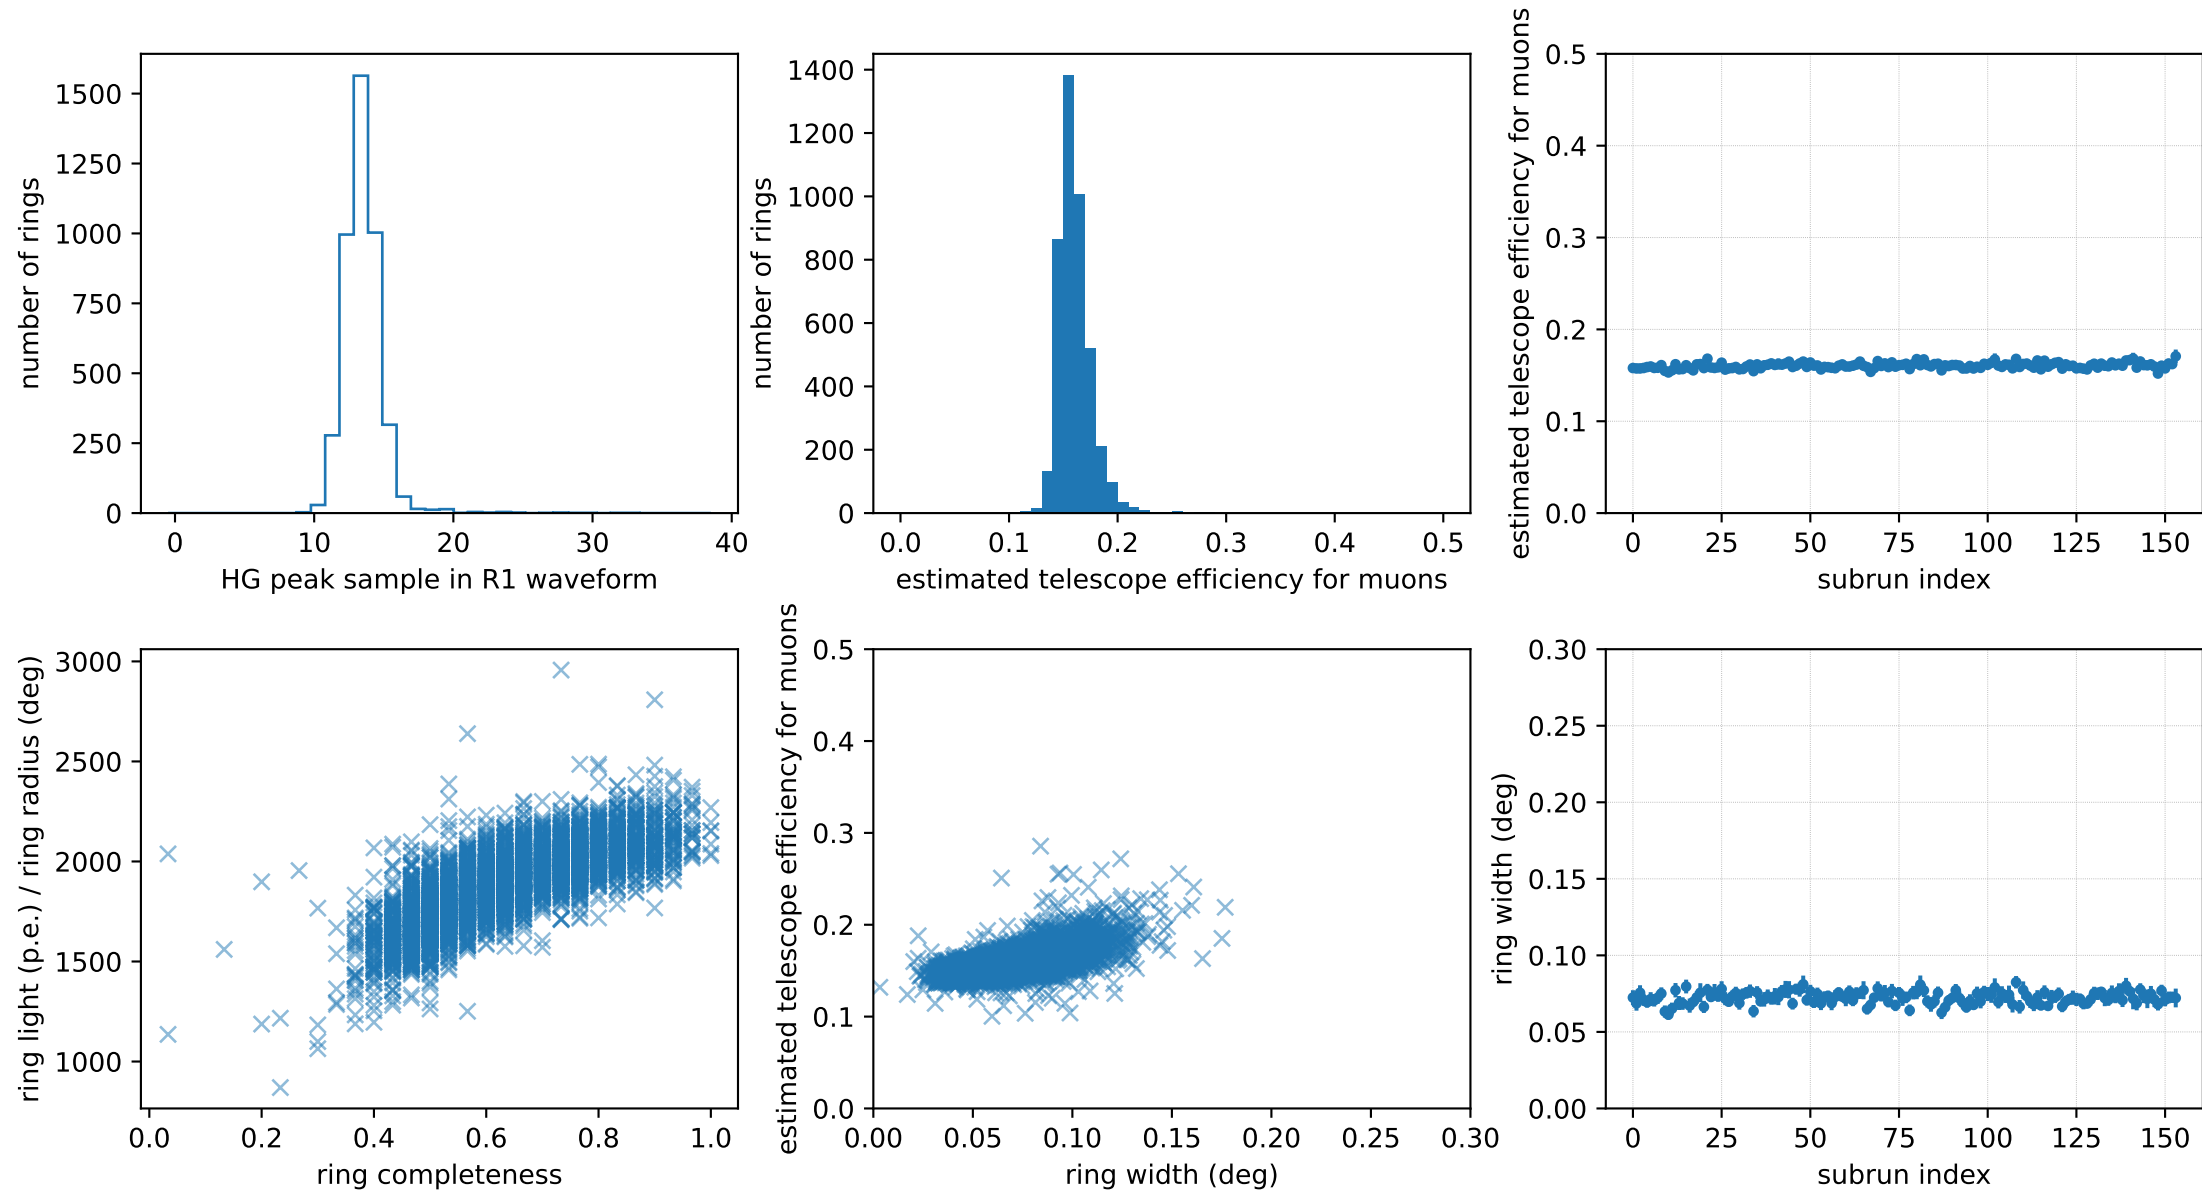 1500
1250
1000
750
500
250
0
number of rings
0 10 20 30 40
HG peak sample in R1 waveform
1400
1200
1000
800
600
400
200
0
number of rings
0.0 0.1 0.2 0.3 0.4 0.5
estimated telescope efficiency for muons
0.5
0.4
0.3
0.2
0.1
0.0
estimated telescope efficiency for muons
0 25 50 75 100 125 150
subrun index
3000
2500
2000
1500
1000
ring light (p.e.) / ring radius (deg)
0.0 0.2 0.4 0.6 0.8 1.0
ring completeness
0.5
0.4
0.3
0.2
0.1
0.0
estimated telescope efficiency for muons
0.00 0.05 0.10 0.15 0.20 0.25 0.30
ring width (deg)
0.30
0.25
0.20
0.15
0.10
0.05
0.00
ring width (deg)
0 25 50 75 100 125 150
subrun index